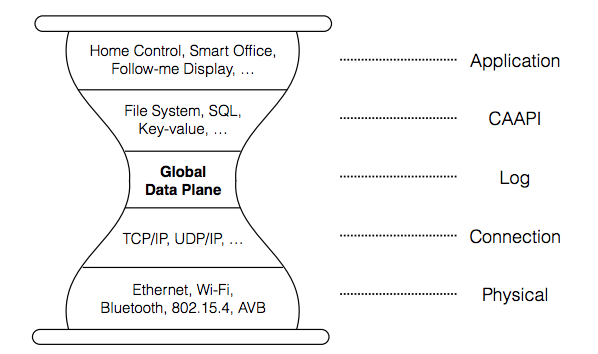 Home Control, Smart Office,
Follow-me Display, ...
Application
File System, SQL,
Key-value, ...
CAAPI
Global
Data Plane
Log
TCP/IP, UDP/IP, ...
Connection
Ethernet, Wi-Fi,
Bluetooth, 802.15.4, AVB
Physical